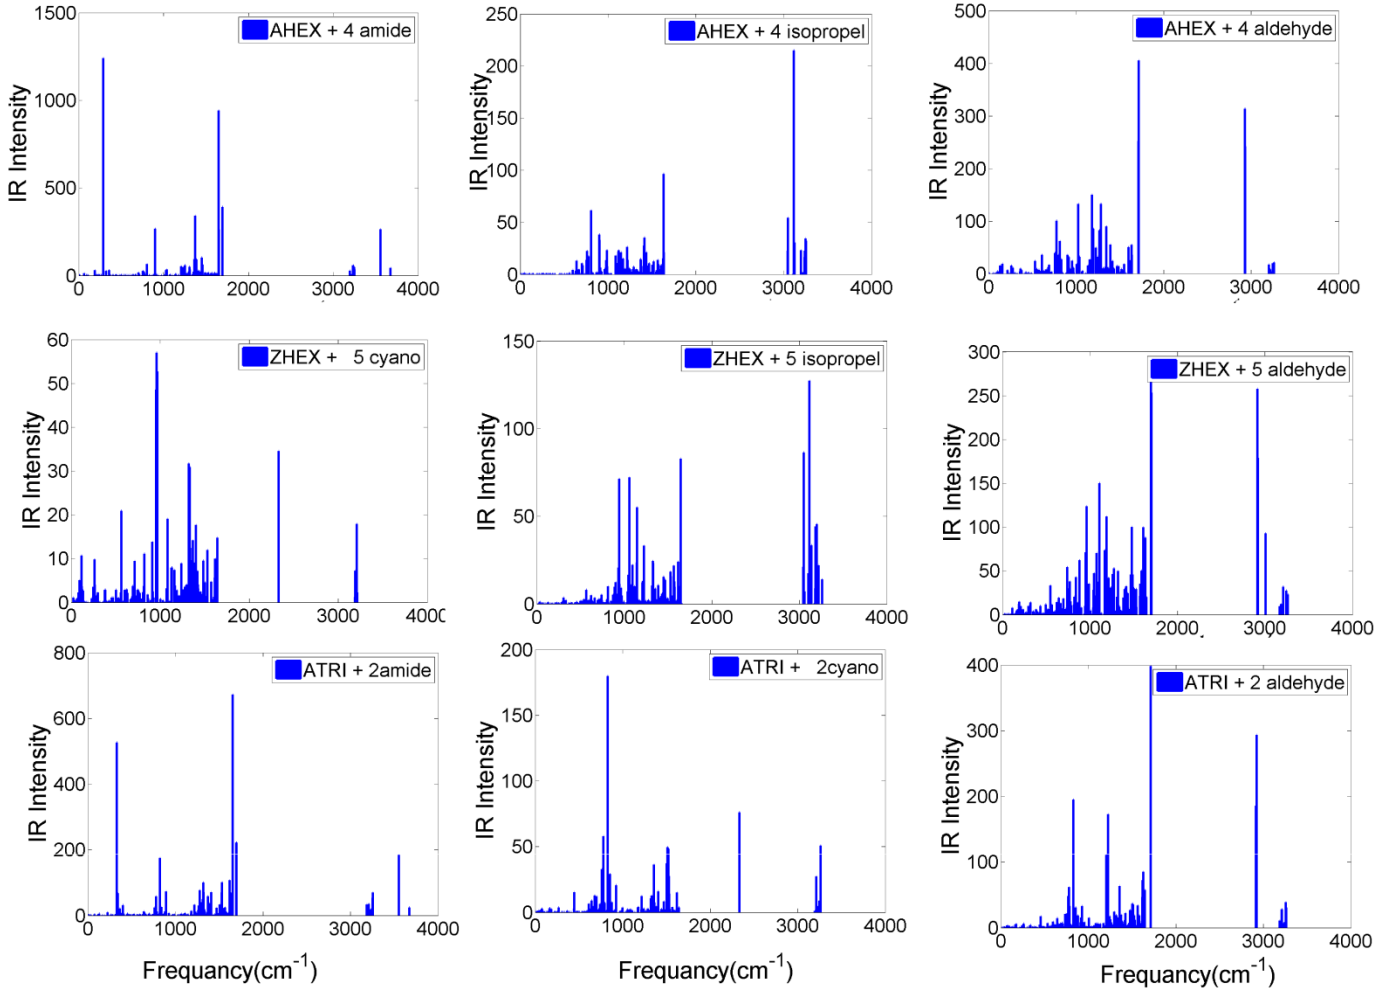 AHEX + 4 amide
IR Intensity
1500
1000
500
0
0 1000 2000 3000 4000
AHEX + 4 isopropel
IR Intensity
250
200
150
100
50
0
0 1000 2000 3000 4000
AHEX + 4 aldehyde
IR Intensity
500
400
300
200
100
0
0 1000 2000 3000 4000
ZHEX + 5 cyano
IR Intensity
60
50
40
30
20
10
0
0 1000 2000 3000 4000
ZHEX + 5 isopropel
IR Intensity
150
100
50
0
0 1000 2000 3000 4000
ZHEX + 5 aldehyde
IR Intensity
300
250
200
150
100
50
0
0 1000 2000 3000 4000
ATRI + 2amide
IR Intensity
800
600
400
200
0
0 1000 2000 3000 4000
Frequancy(cm⁻¹)
ATRI + 2cyano
IR Intensity
200
150
100
50
0
0 1000 2000 3000 4000
Frequancy(cm⁻¹)
ATRI + 2 aldehyde
IR Intensity
400
300
200
100
0
0 1000 2000 3000 4000
Frequancy(cm⁻¹)